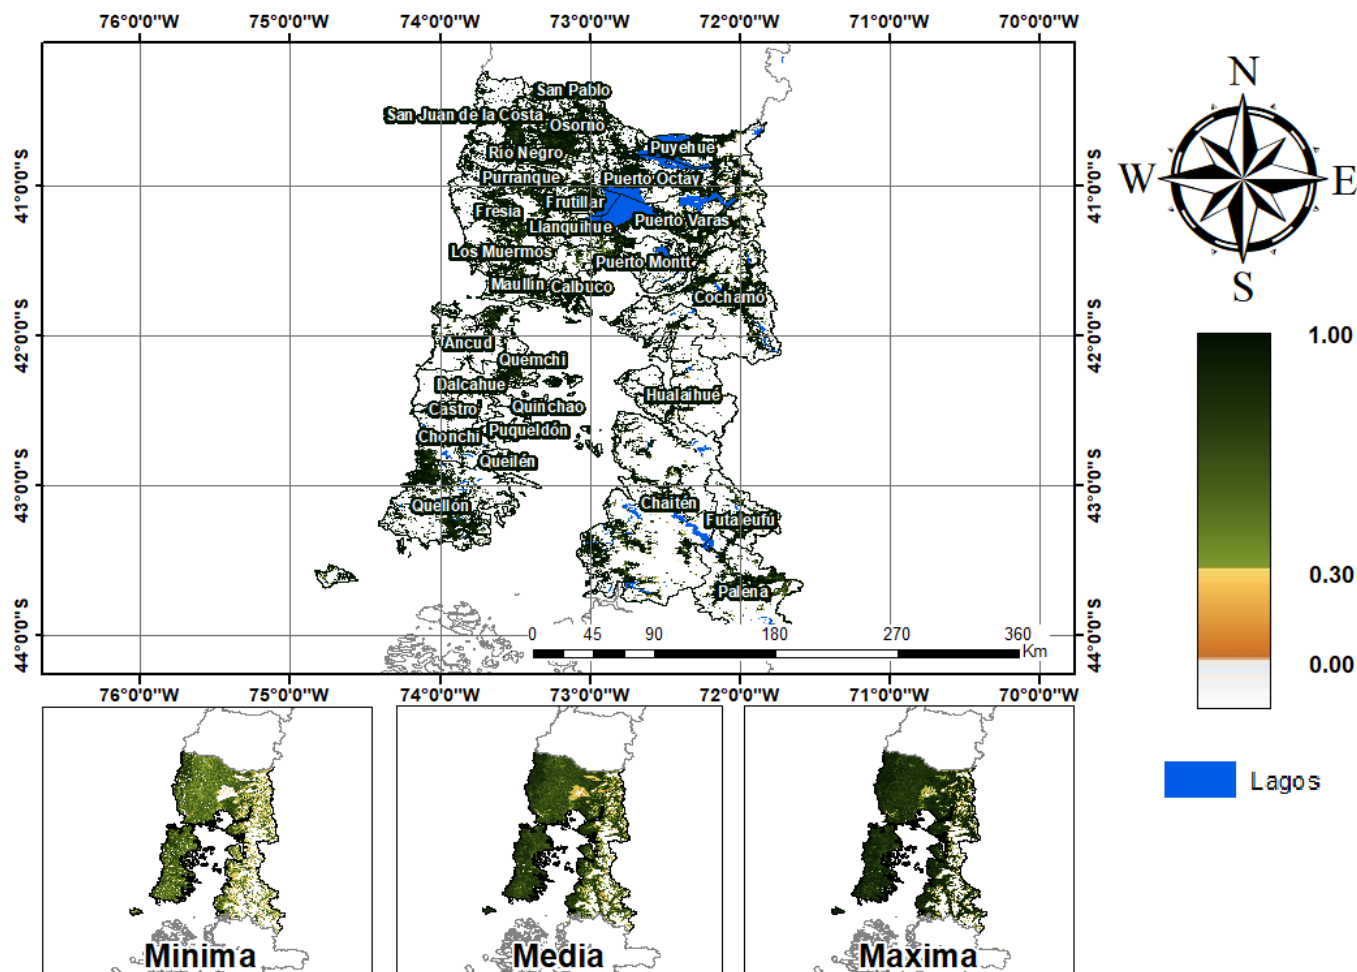 76°0'0"W 75°0'0"W 74°0'0"W 73°0'0"W 72°0'0"W 71°0'0"W 70°0'0"W
N
W
E
S
41°0'0"S
42°0'0"S
43°0'0"S
44°0'0"S
San Pablo
San Juan de la Costa
Osorno
Rio Negro
Puyehue
Purranque
Puerto Octay
Frutillar
Fresia
Puerto Varas
Llanquihue
Los Muermos
Puerto Montt
Maullín
Calbuco
Cochamó
Ancud
Quemchi
Dalcahue
Hualaihué
Castro
Quinchao
Chonchi
Puqueldón
Queilén
Quellón
Chaitén
Futaleufú
Palena
0 45 90 180 270 360
Km
41°0'0"S
42°0'0"S
43°0'0"S
44°0'0"S
76°0'0"W 75°0'0"W 74°0'0"W 73°0'0"W 72°0'0"W 71°0'0"W 70°0'0"W
1.00
0.30
0.00
Lagos
Minima
Media
Maxima